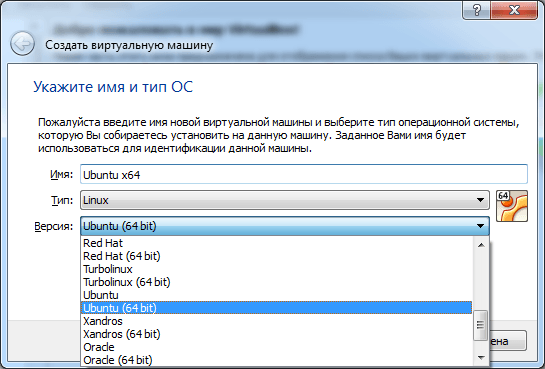 Создать виртуальную машину
Укажите имя и тип ОС
Пожалуйста введите имя новой виртуальной машины и выберите тип операционной системы,
которую Вы собираетесь установить на данную машину. Заданное Вами имя будет
использоваться для идентификации данной машины.
Имя: Ubuntu x64
Тип: Linux
64
Версия: Ubuntu (64 bit)
Red Hat
Red Hat (64 bit)
Turbolinux
Turbolinux (64 bit)
Ubuntu
Ubuntu (64 bit)
Xandros
Xandros (64 bit)
Oracle
Oracle (64 bit)